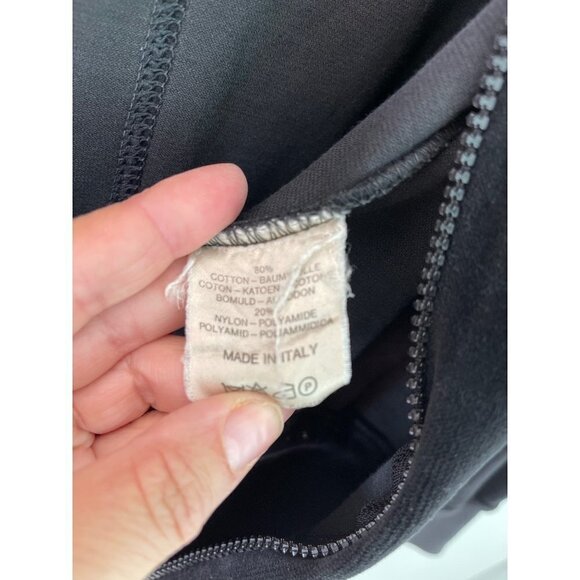 80%
COTTON-BAUMWOLLE
COTON-KATOEN-COTONE
BOMULD-ALGODON
20%
NYLON-POLYAMIDE
POLYAMID-POLIAMMIDICA
MADE IN ITALY
P